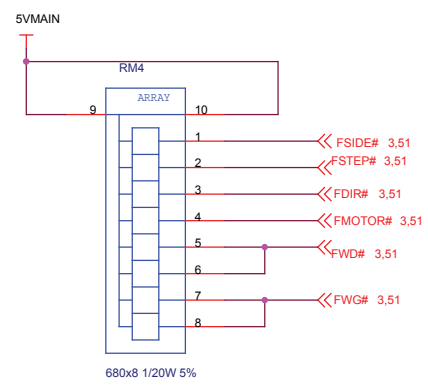 5VMAIN
RM4
ARRAY
9
10
1
FSIDE# 3,51
2
FSTEP# 3,51
3
FDIR# 3,51
4
FMOTOR# 3,51
5
FWD# 3,51
6
7
FWG# 3,51
8
680x8 1/20W 5%